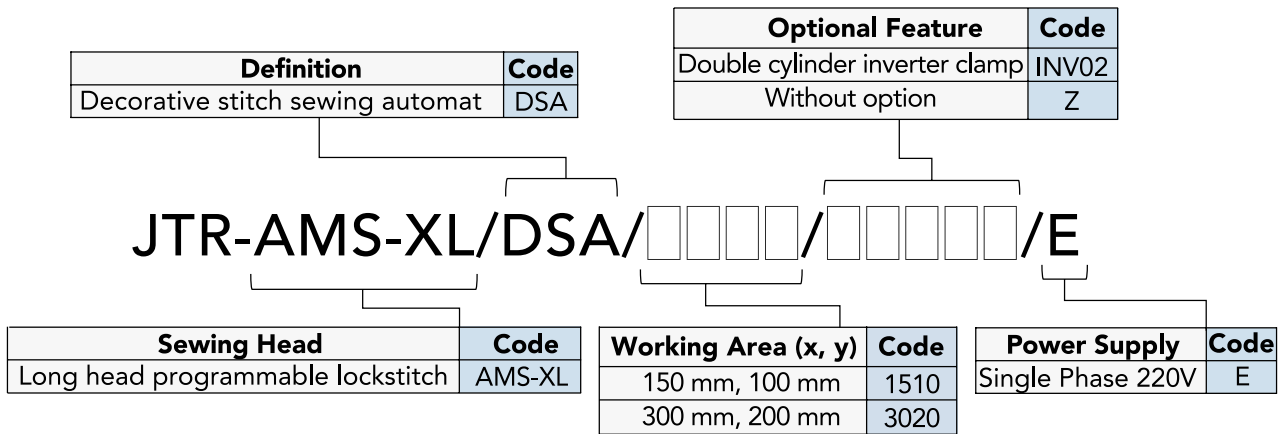 Optional Feature Code
Double cylinder inverter clamp INV02
Without option Z
Definition Code
Decorative stitch sewing automat DSA
JTR-AMS-XL/DSA/□□□□/□□□□□/E
Sewing Head Code
Long head programmable lockstitch AMS-XL
Working Area (x, y) Code
150 mm, 100 mm 1510
300 mm, 200 mm 3020
Power Supply Code
Single Phase 220V E